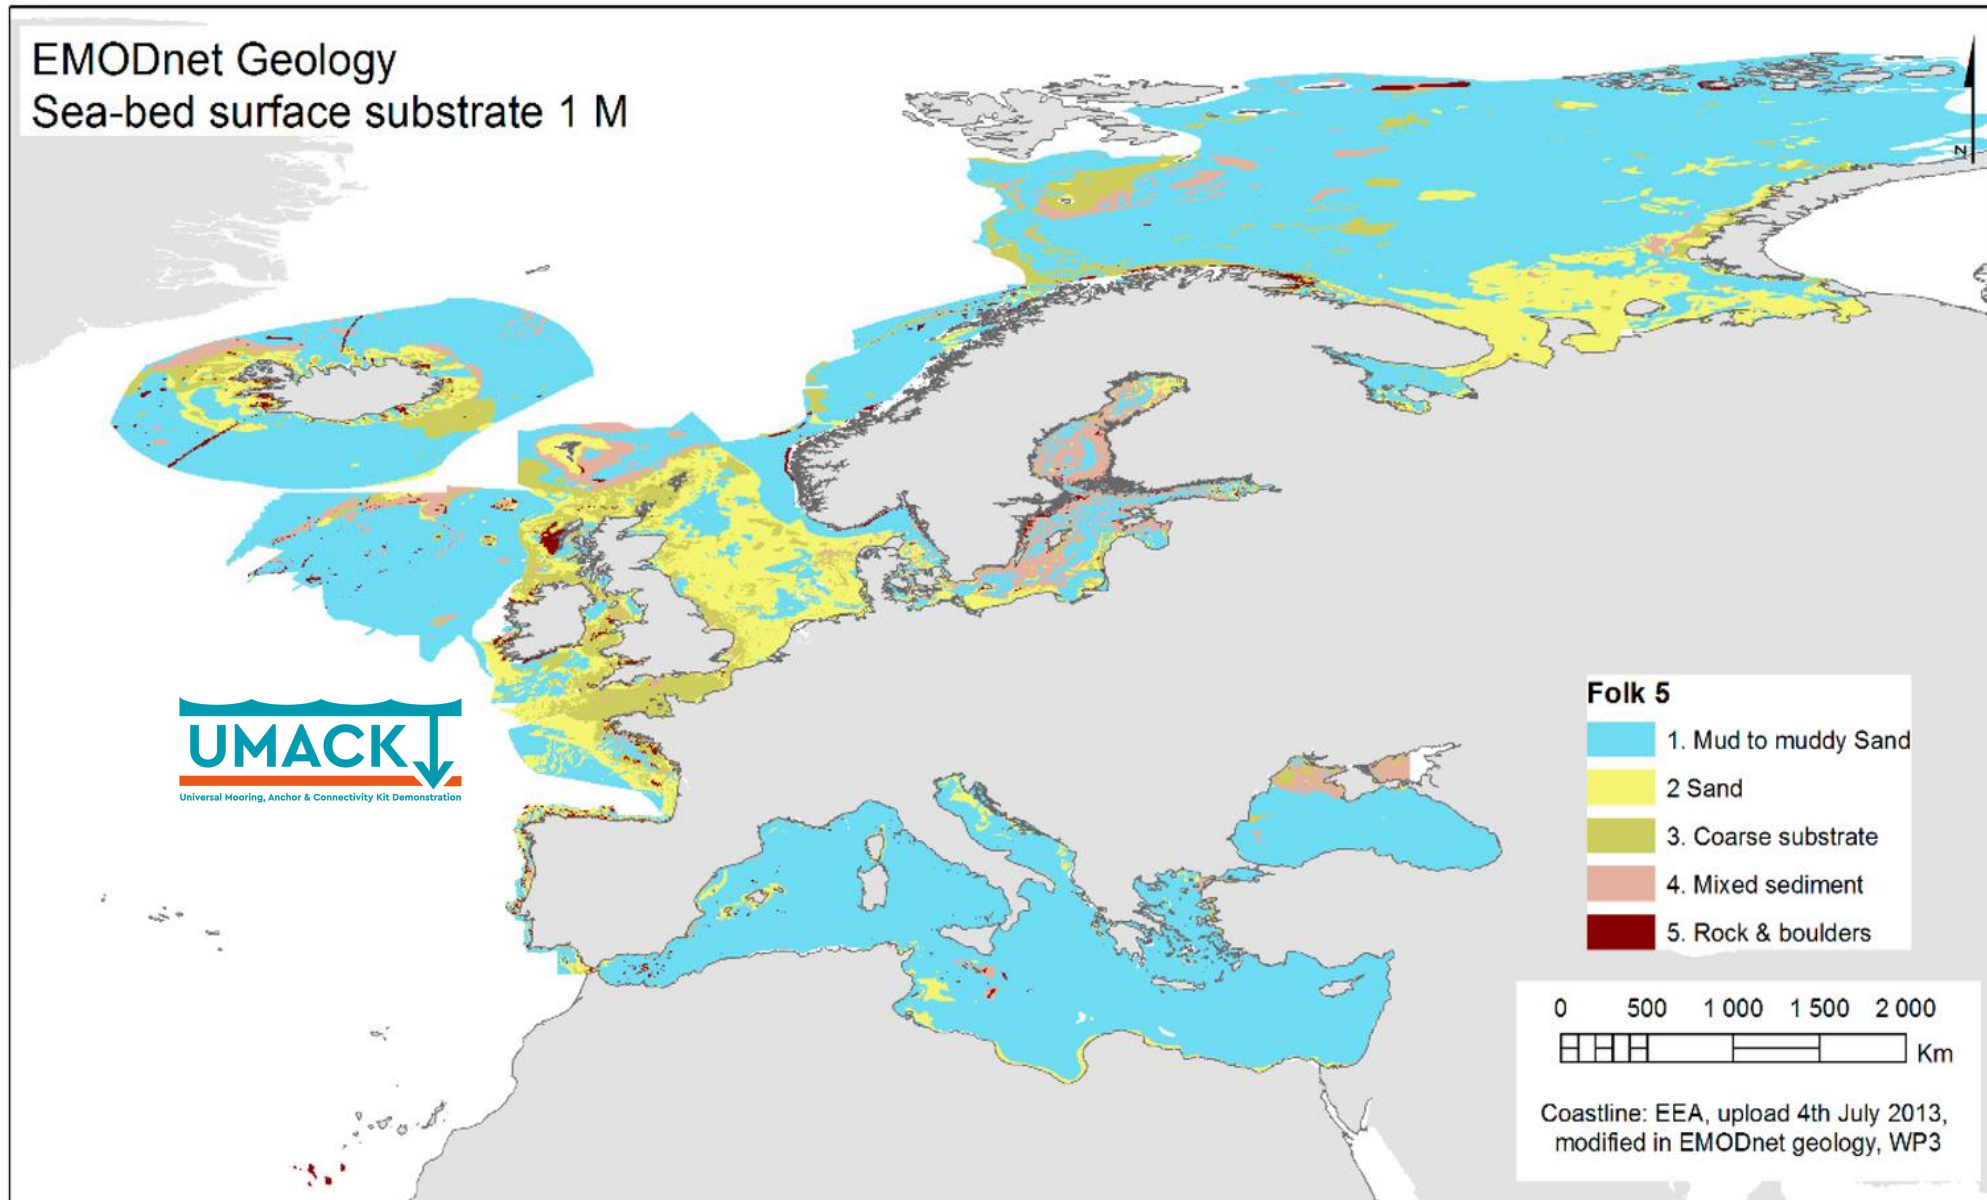 EMODnet Geology
Sea-bed surface substrate 1 M
N
UMACK
Universal Mooring, Anchor & Connectivity Kit Demonstration
Folk 5
1. Mud to muddy Sand
2 Sand
3. Coarse substrate
4. Mixed sediment
5. Rock & boulders
0 500 1 000 1 500 2 000
Km
Coastline: EEA, upload 4th July 2013,
modified in EMODnet geology, WP3